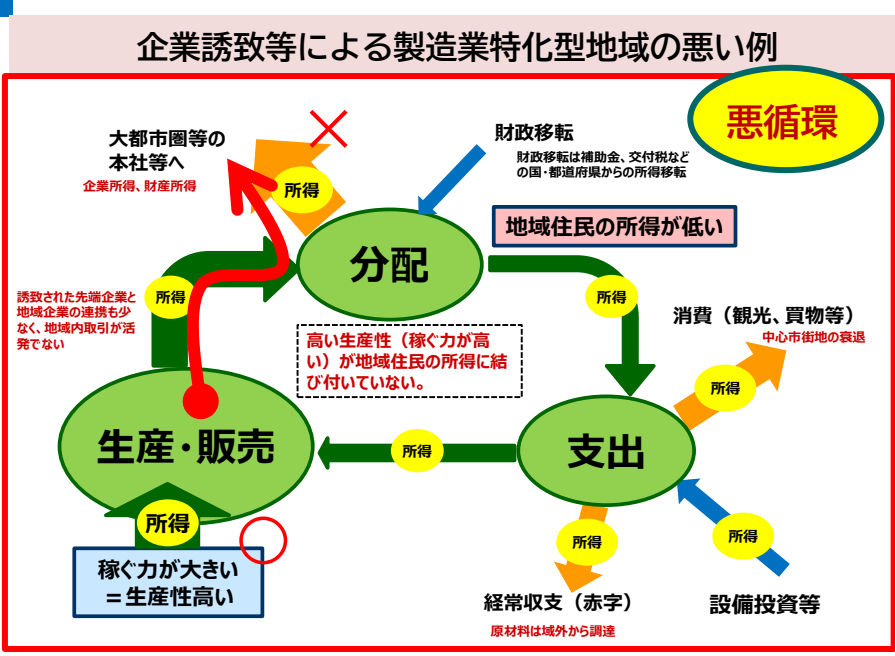 企業誘致等による製造業特化型地域の悪い例
悪循環
大都市圏等の
本社等へ
企業所得、財産所得
所得
財政移転
財政移転は補助金、交付税など
の国・都道府県からの所得移転
分配
地域住民の所得が低い
誘致された先端企業と
地域企業の連携も少
なく、地域内取引が活
発でない
所得
所得
消費（観光、買物等）
中心市街地の衰退
高い生産性（稼ぐ力が高
い）が地域住民の所得に結
び付いていない。
所得
生産・販売
所得
支出
所得
稼ぐ力が大きい
＝生産性高い
所得
所得
経常収支（赤字）
原材料は域外から調達
設備投資等